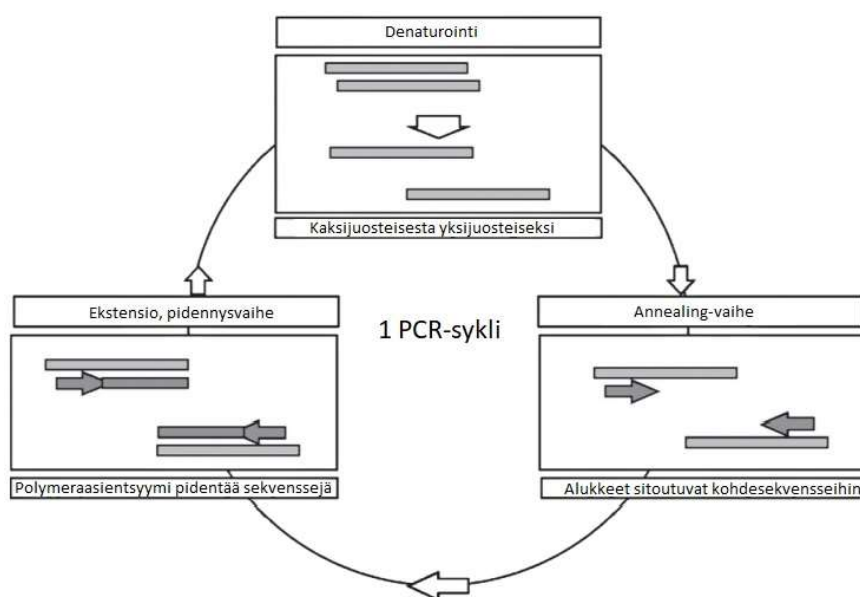 Denaturointi
Kaksijuosteisesta yksijuosteiseksi
Ekstensio, pidennysvaihe
1 PCR-sykli
Annealing-vaihe
Polymeraasientsyymi pidentää sekvenssejä
Alukkeet sitoutuvat kohdesekvensseihin